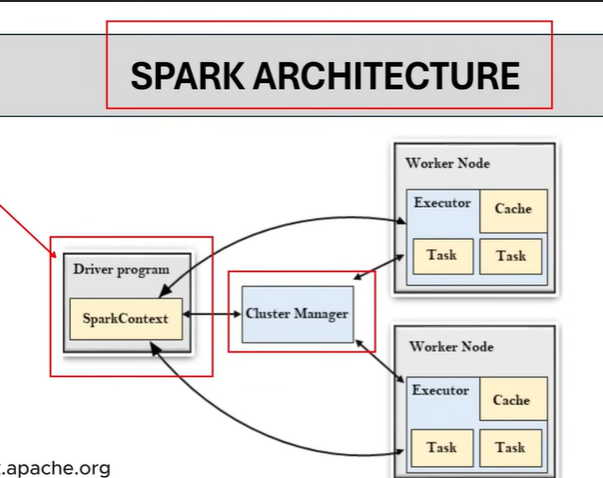 SPARK ARCHITECTURE
Worker Node
Executor
Cache
Task
Task
Driver program
SparkContext
Cluster Manager
Worker Node
Executor
Cache
Task
Task
.apache.org